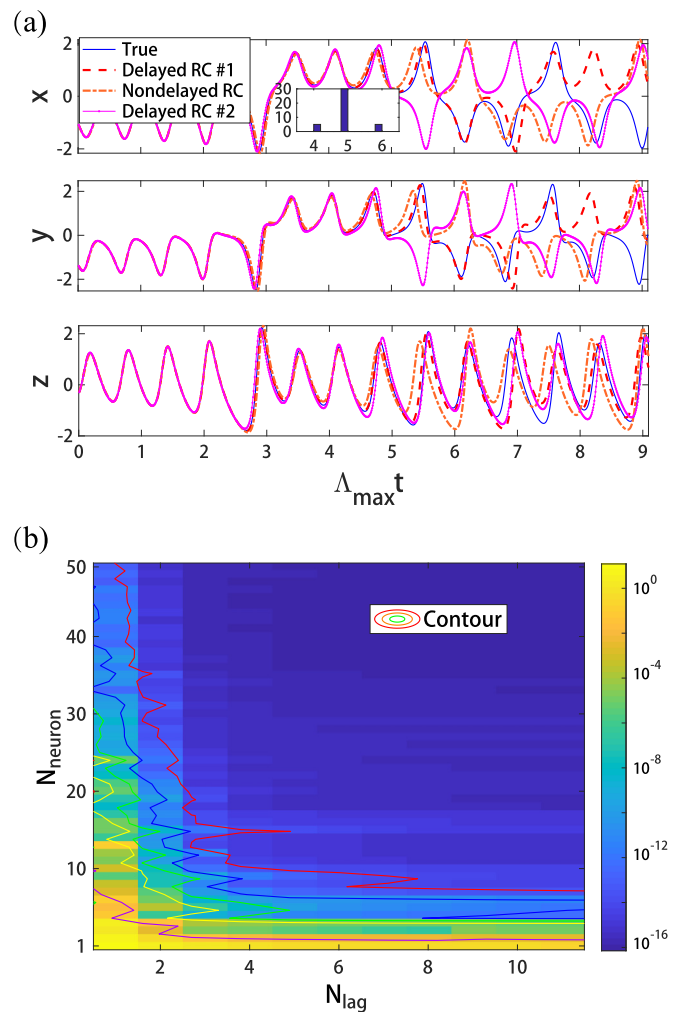 (a)
True
Delayed RC #1
Nondelayed RC
Delayed RC #2
x
2
0
-2
30
20
10
0
4 5 6
y
2
0
-2
z
2
0
-2
0 1 2 3 4 5 6 7 8 9
Λmax t
(b)
Nneuron
50
40
30
20
10
1
Contour
2 4 6 8 10
Nlag
10^0
10^-4
10^-8
10^-12
10^-16